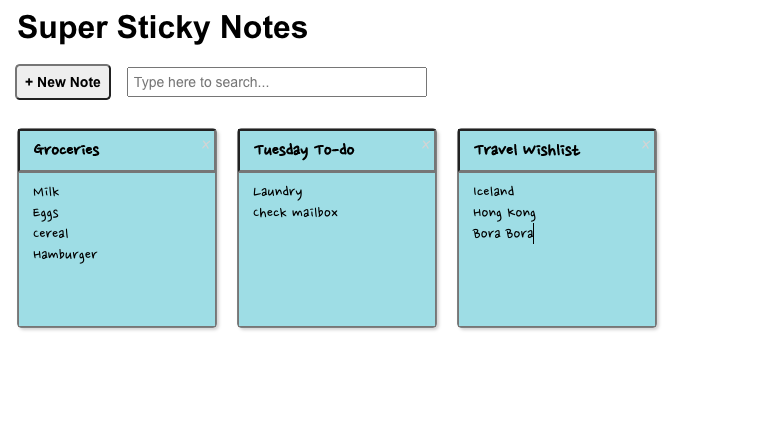 Super Sticky Notes
+ New Note
Type here to search...
Groceries
Milk
Eggs
Cereal
Hamburger
Tuesday To-do
Laundry
Check mailbox
Travel Wishlist
Iceland
Hong Kong
Bora Bora